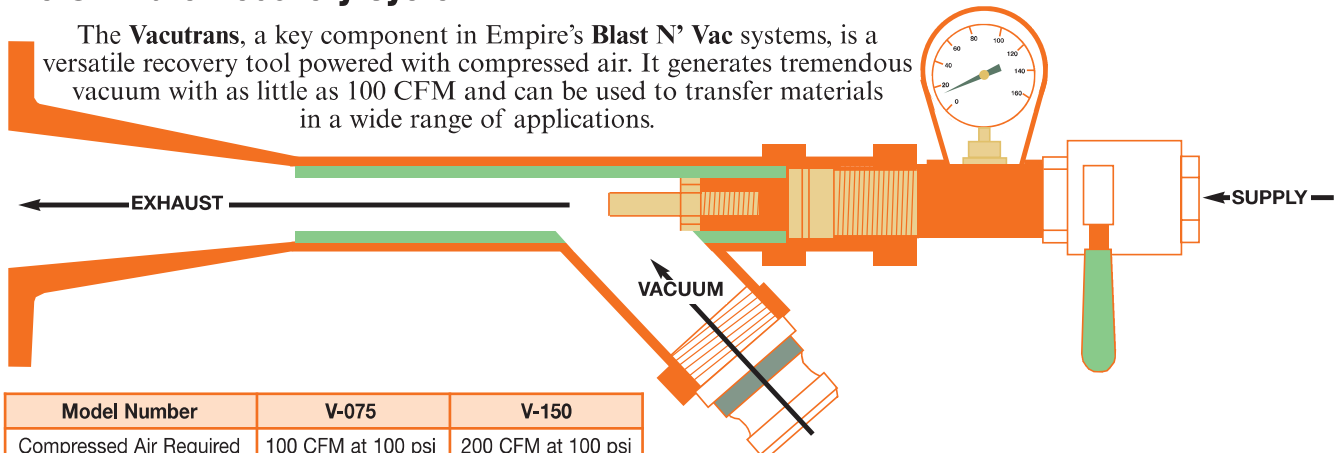 The Vacutrans, a key component in Empire’s Blast N’ Vac systems, is a
versatile recovery tool powered with compressed air. It generates tremendous
vacuum with as little as 100 CFM and can be used to transfer materials
in a wide range of applications.
0 20 40 60 80 100 120 140 160
EXHAUST
SUPPLY
VACUUM
Model Number V-075 V-150
Compressed Air Required 100 CFM at 100 psi 200 CFM at 100 psi